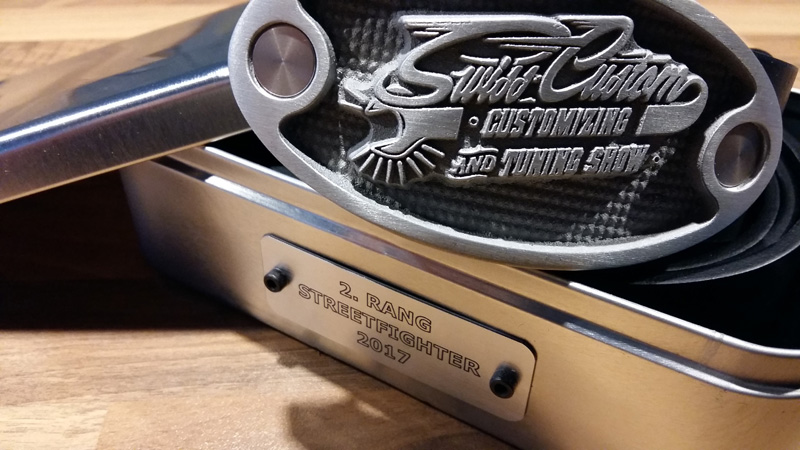 Swiss-Custom
CUSTOMIZING
AND TUNING SHOW
2. RANG
STREETFIGHTER
2017